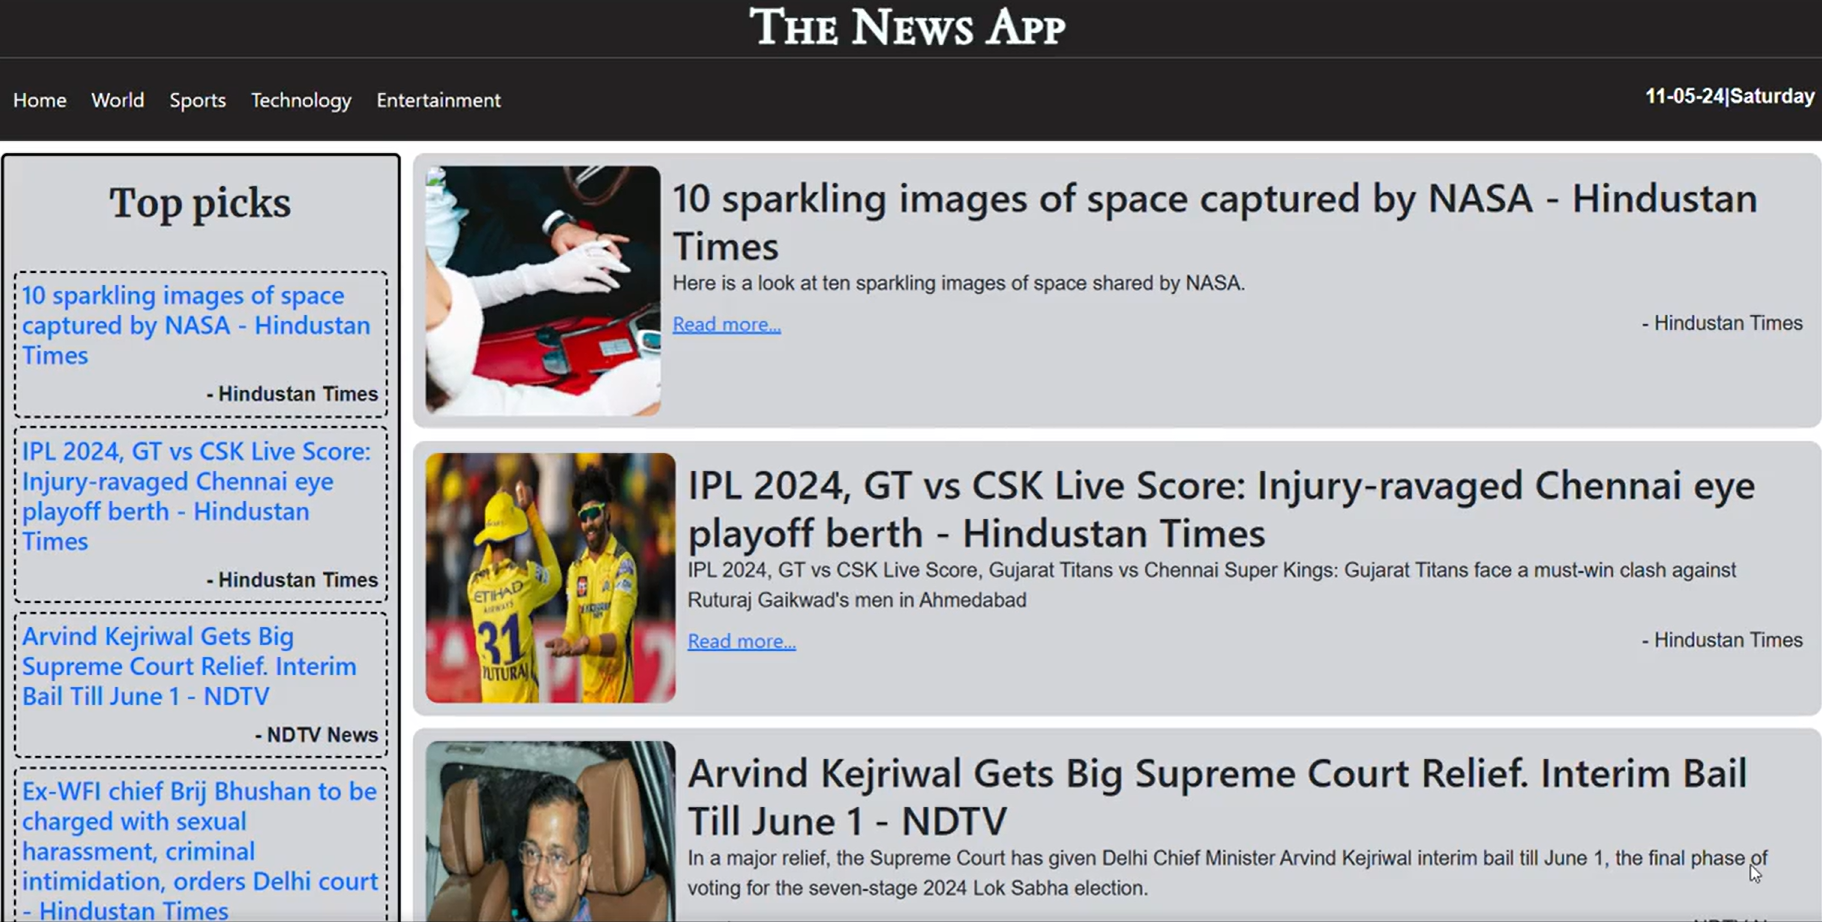 The News App
Home World Sports Technology Entertainment
11-05-24|Saturday
Top picks
10 sparkling images of space
captured by NASA - Hindustan
Times
- Hindustan Times
IPL 2024, GT vs CSK Live Score:
Injury-ravaged Chennai eye
playoff berth - Hindustan
Times
- Hindustan Times
Arvind Kejriwal Gets Big
Supreme Court Relief. Interim
Bail Till June 1 - NDTV
- NDTV News
Ex-WFI chief Brij Bhushan to be
charged with sexual
harassment, criminal
intimidation, orders Delhi court
- Hindustan Times
10 sparkling images of space captured by NASA - Hindustan
Times
Here is a look at ten sparkling images of space shared by NASA.
Read more...
- Hindustan Times
ETIHAD
AIRWAYS
31
RUTURAJ
IPL 2024, GT vs CSK Live Score: Injury-ravaged Chennai eye
playoff berth - Hindustan Times
IPL 2024, GT vs CSK Live Score, Gujarat Titans vs Chennai Super Kings: Gujarat Titans face a must-win clash against
Ruturaj Gaikwad's men in Ahmedabad
Read more...
- Hindustan Times
Arvind Kejriwal Gets Big Supreme Court Relief. Interim Bail
Till June 1 - NDTV
In a major relief, the Supreme Court has given Delhi Chief Minister Arvind Kejriwal interim bail till June 1, the final phase of
voting for the seven-stage 2024 Lok Sabha election.